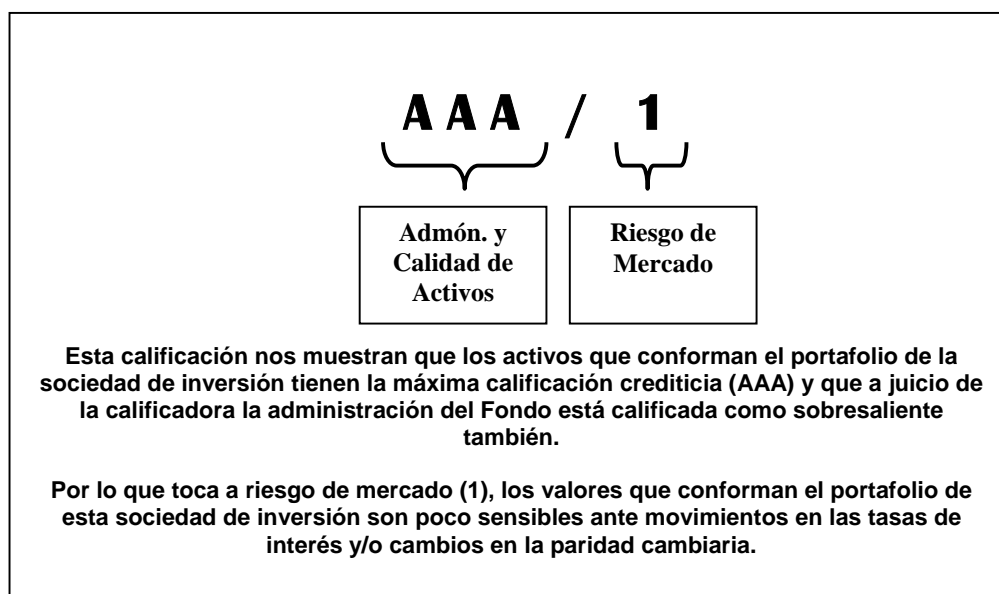 AAA / 1
Admón. y
Calidad de
Activos
Riesgo de
Mercado
Esta calificación nos muestran que los activos que conforman el portafolio de la
sociedad de inversión tienen la máxima calificación crediticia (AAA) y que a juicio de
la calificadora la administración del Fondo está calificada como sobresaliente
también.
Por lo que toca a riesgo de mercado (1), los valores que conforman el portafolio de
esta sociedad de inversión son poco sensibles ante movimientos en las tasas de
interés y/o cambios en la paridad cambiaria.